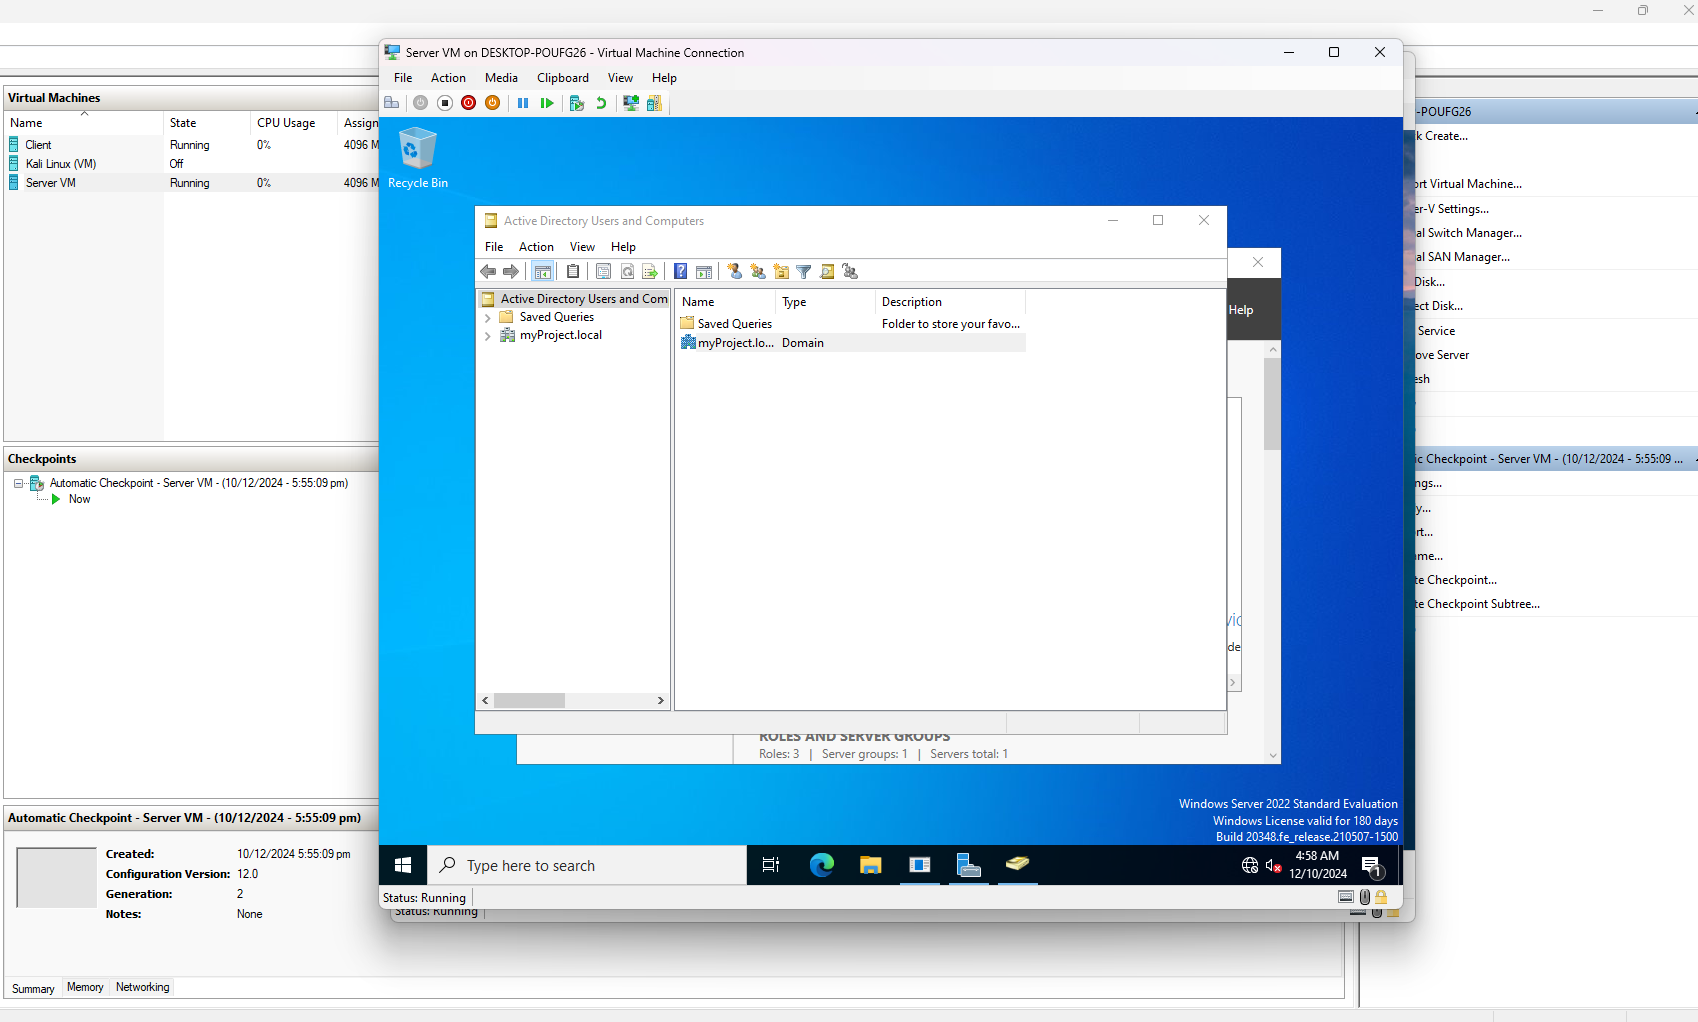 Server VM on DESKTOP-POUFG26 - Virtual Machine Connection
File Action Media Clipboard View Help
Virtual Machines
Name State CPU Usage Assign
Client Running 0% 4096 M
Kali Linux (VM) Off
Server VM Running 0% 4096 M
Checkpoints
Automatic Checkpoint - Server VM - (10/12/2024 - 5:55:09 pm)
Now
Automatic Checkpoint - Server VM - (10/12/2024 - 5:55:09 pm)
Created: 10/12/2024 5:55:09 pm
Configuration Version: 12.0
Generation: 2
Notes: None
Summary Memory Networking
Recycle Bin
Active Directory Users and Computers
File Action View Help
Active Directory Users and Com
Saved Queries
myProject.local
Name Type Description
Saved Queries Folder to store your favo...
myProject.lo... Domain
Help
vic
de
ROLES AND SERVER GROUPS
Roles: 3 | Server groups: 1 | Servers total: 1
Windows Server 2022 Standard Evaluation
Windows License valid for 180 days
Build 20348.fe_release.210507-1500
Type here to search
4:58 AM
12/10/2024
1
Status: Running
Status: Running
-POUFG26
k Create...
ort Virtual Machine...
er-V Settings...
al Switch Manager...
al SAN Manager...
Disk...
ect Disk...
Service
ove Server
esh
ic Checkpoint - Server VM - (10/12/2024 - 5:55:09 ...
ngs...
y...
rt...
me...
te Checkpoint...
te Checkpoint Subtree...